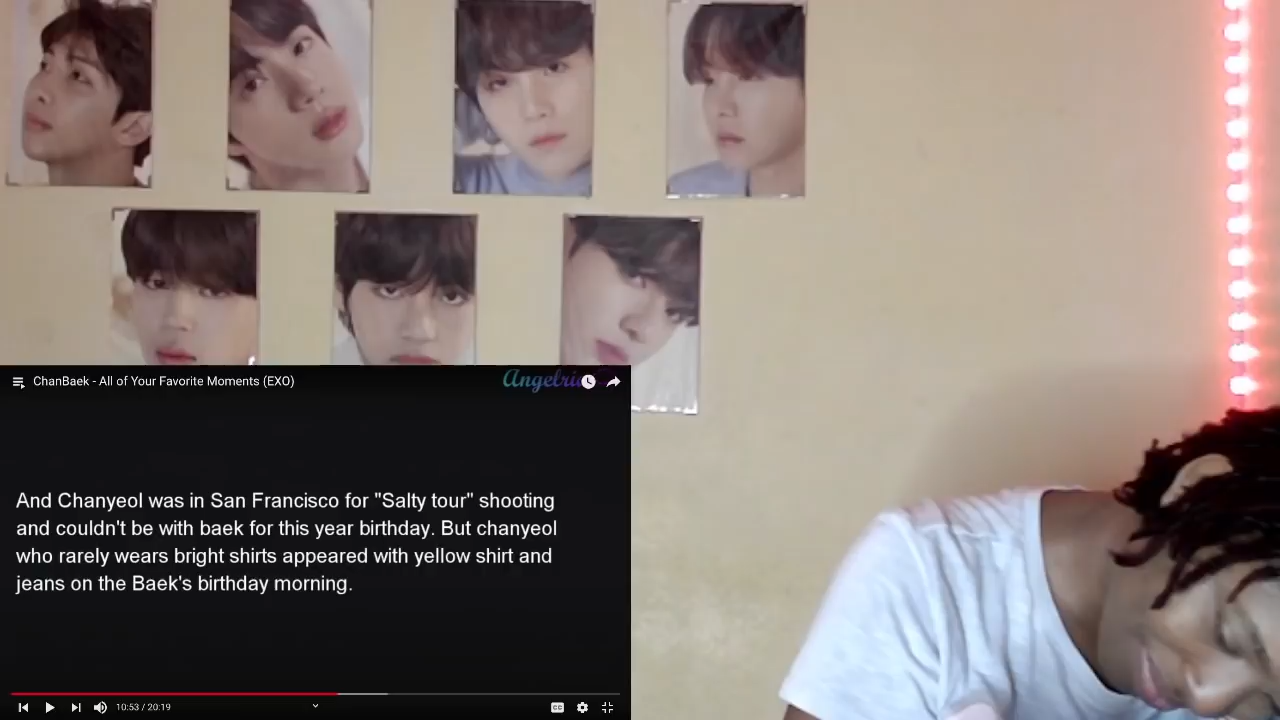 ChanBaek - All of Your Favorite Moments (EXO)
And Chanyeol was in San Francisco for "Salty tour" shooting
and couldn't be with baek for this year birthday. But chanyeol
who rarely wears bright shirts appeared with yellow shirt and
jeans on the Baek's birthday morning.
10:53 / 20:19
CC